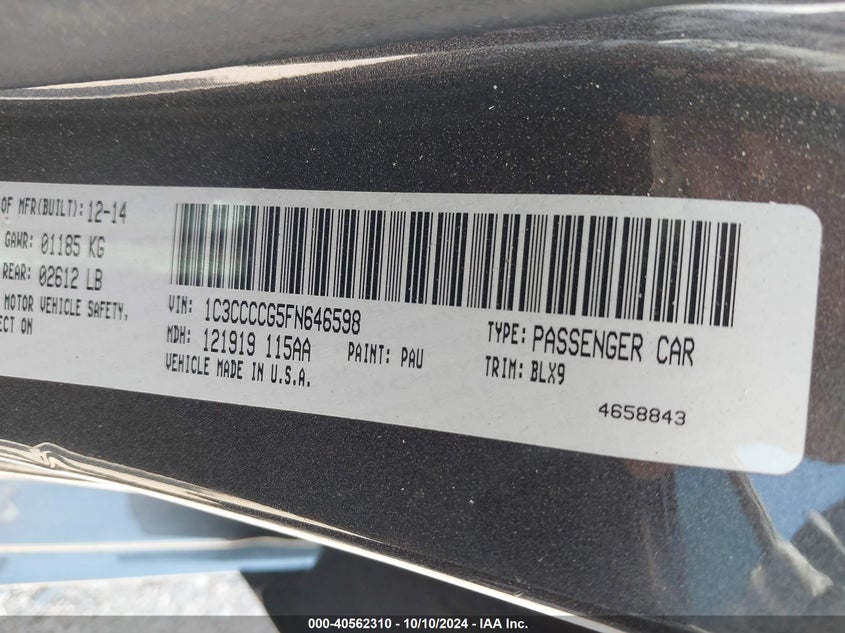 OF MFR(BUILT): 12-14
GAWR: 01185 KG
REAR: 02612 LB
MOTOR VEHICLE SAFETY,
ECT ON
VIN: 1C3CCCCG5FN646598
MDH: 121919 115AA
PAINT: PAU
VEHICLE MADE IN U.S.A.
TYPE: PASSENGER CAR
TRIM: BLX9
4658843
000-40562310 - 10/10/2024 - IAA Inc.